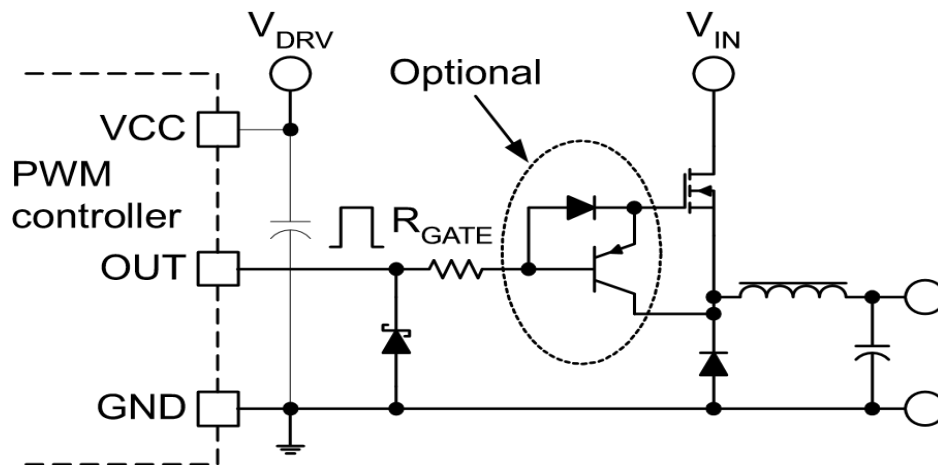 V_DRV
V_IN
Optional
VCC
PWM
controller
R_GATE
OUT
GND